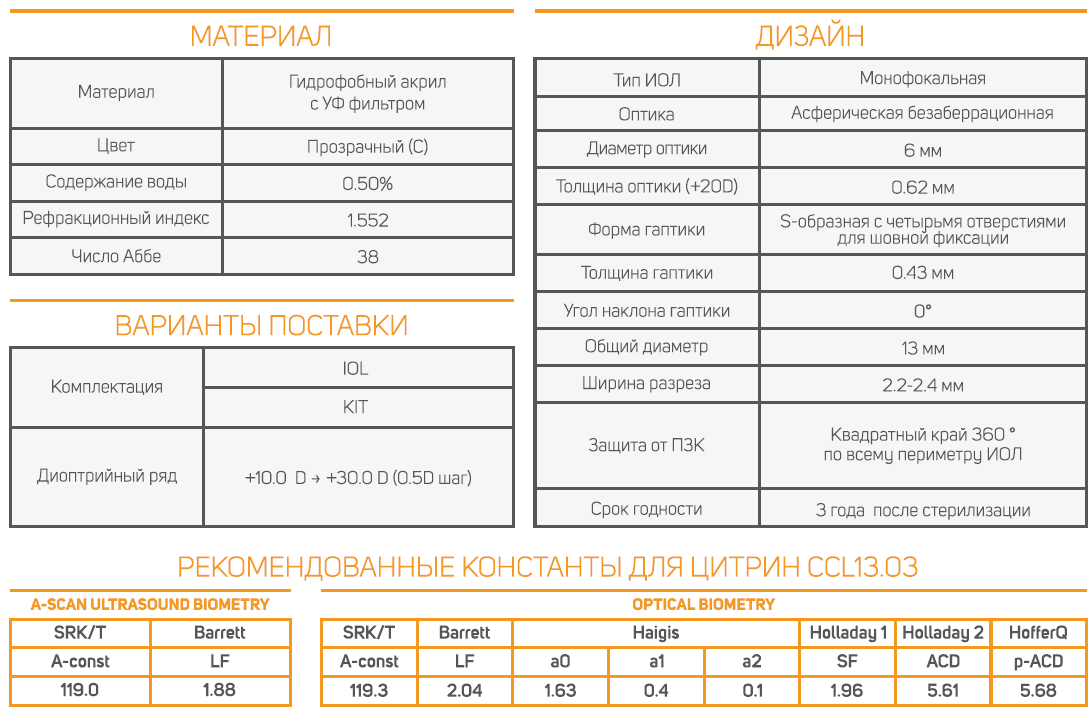 МАТЕРИАЛ
Материал
Гидрофобный акрил
с УФ фильтром
Цвет
Прозрачный (C)
Содержание воды
0.50%
Рефракционный индекс
1.552
Число Аббе
38
ВАРИАНТЫ ПОСТАВКИ
Комплектация
IOL
KIT
Диоптрийный ряд
+10.0 D → +30.0 D (0.5D шаг)
ДИЗАЙН
Тип ИОЛ
Монофокальная
Оптика
Асферическая безаберрационная
Диаметр оптики
6 мм
Толщина оптики (+20D)
0.62 мм
Форма гаптики
S-образная с четырьмя отверстиями
для шовной фиксации
Толщина гаптики
0.43 мм
Угол наклона гаптики
0°
Общий диаметр
13 мм
Ширина разреза
2.2-2.4 мм
Защита от ПЗК
Квадратный край 360 °
по всему периметру ИОЛ
Срок годности
3 года после стерилизации
РЕКОМЕНДОВАННЫЕ КОНСТАНТЫ ДЛЯ ЦИТРИН CCL13.03
A-SCAN ULTRASOUND BIOMETRY
SRK/T Barrett
A-const LF
119.0 1.88
OPTICAL BIOMETRY
SRK/T Barrett Haigis Holladay 1 Holladay 2 HofferQ
A-const LF a0 a1 a2 SF ACD p-ACD
119.3 2.04 1.63 0.4 0.1 1.96 5.61 5.68